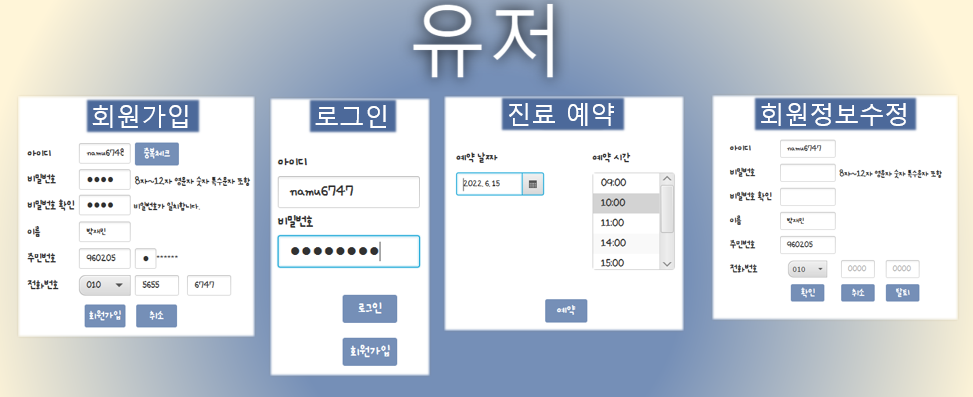 유저
회원가입
아이디 namu6748 중복체크
비밀번호 ●●●● 8자~12자 영문자 숫자 특수문자 포함
비밀번호 확인 ●●●● 비밀번호가 일치합니다.
이름 박재민
주민번호 960205 ●******
전화번호 010 5655 6747
회원가입 취소
로그인
아이디
namu6747
비밀번호
●●●●●●●●
로그인
회원가입
진료 예약
예약 날짜 예약 시간
2022. 6. 15 09:00
10:00
11:00
14:00
15:00
예약
회원정보수정
아이디 namu6747
비밀번호 8자~12자 영문자 숫자 특수문자 포함
비밀번호 확인
이름 박재민
주민번호 960205
전화번호 010 0000 0000
확인 취소 탈퇴